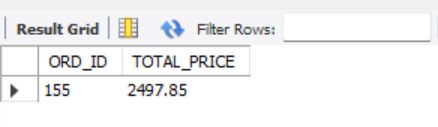 Result Grid Filter Rows:
ORD_ID TOTAL_PRICE
155 2497.85